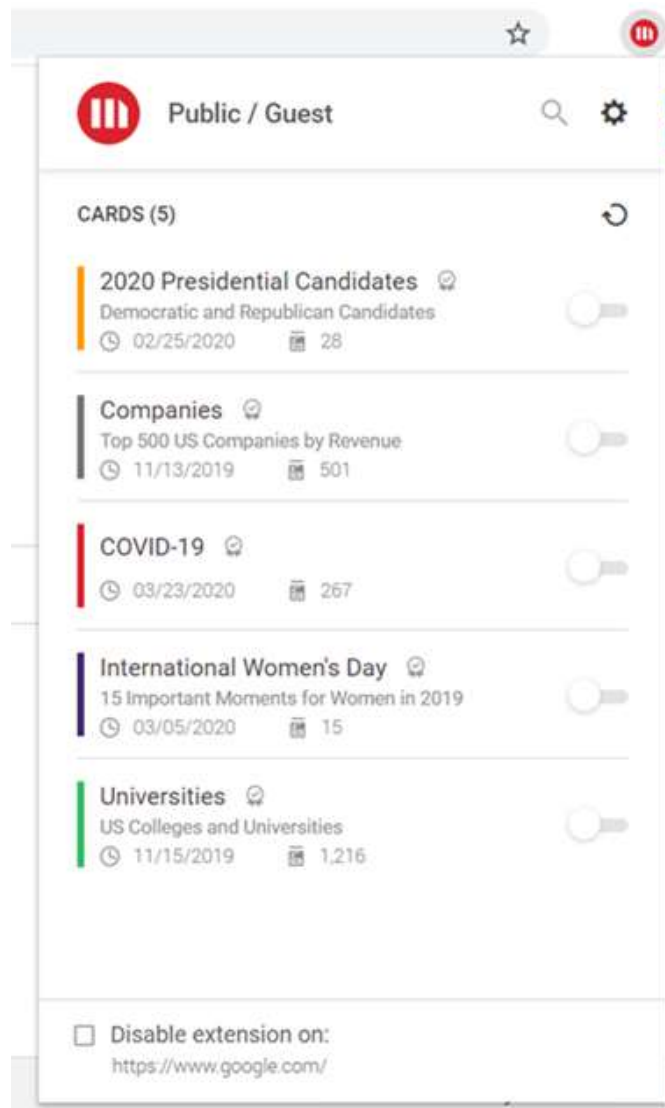 Public / Guest
CARDS (5)
2020 Presidential Candidates
Democratic and Republican Candidates
02/25/2020 28
Companies
Top 500 US Companies by Revenue
11/13/2019 501
COVID-19
03/23/2020 267
International Women's Day
15 Important Moments for Women in 2019
03/05/2020 15
Universities
US Colleges and Universities
11/15/2019 1,216
Disable extension on:
https://www.google.com/